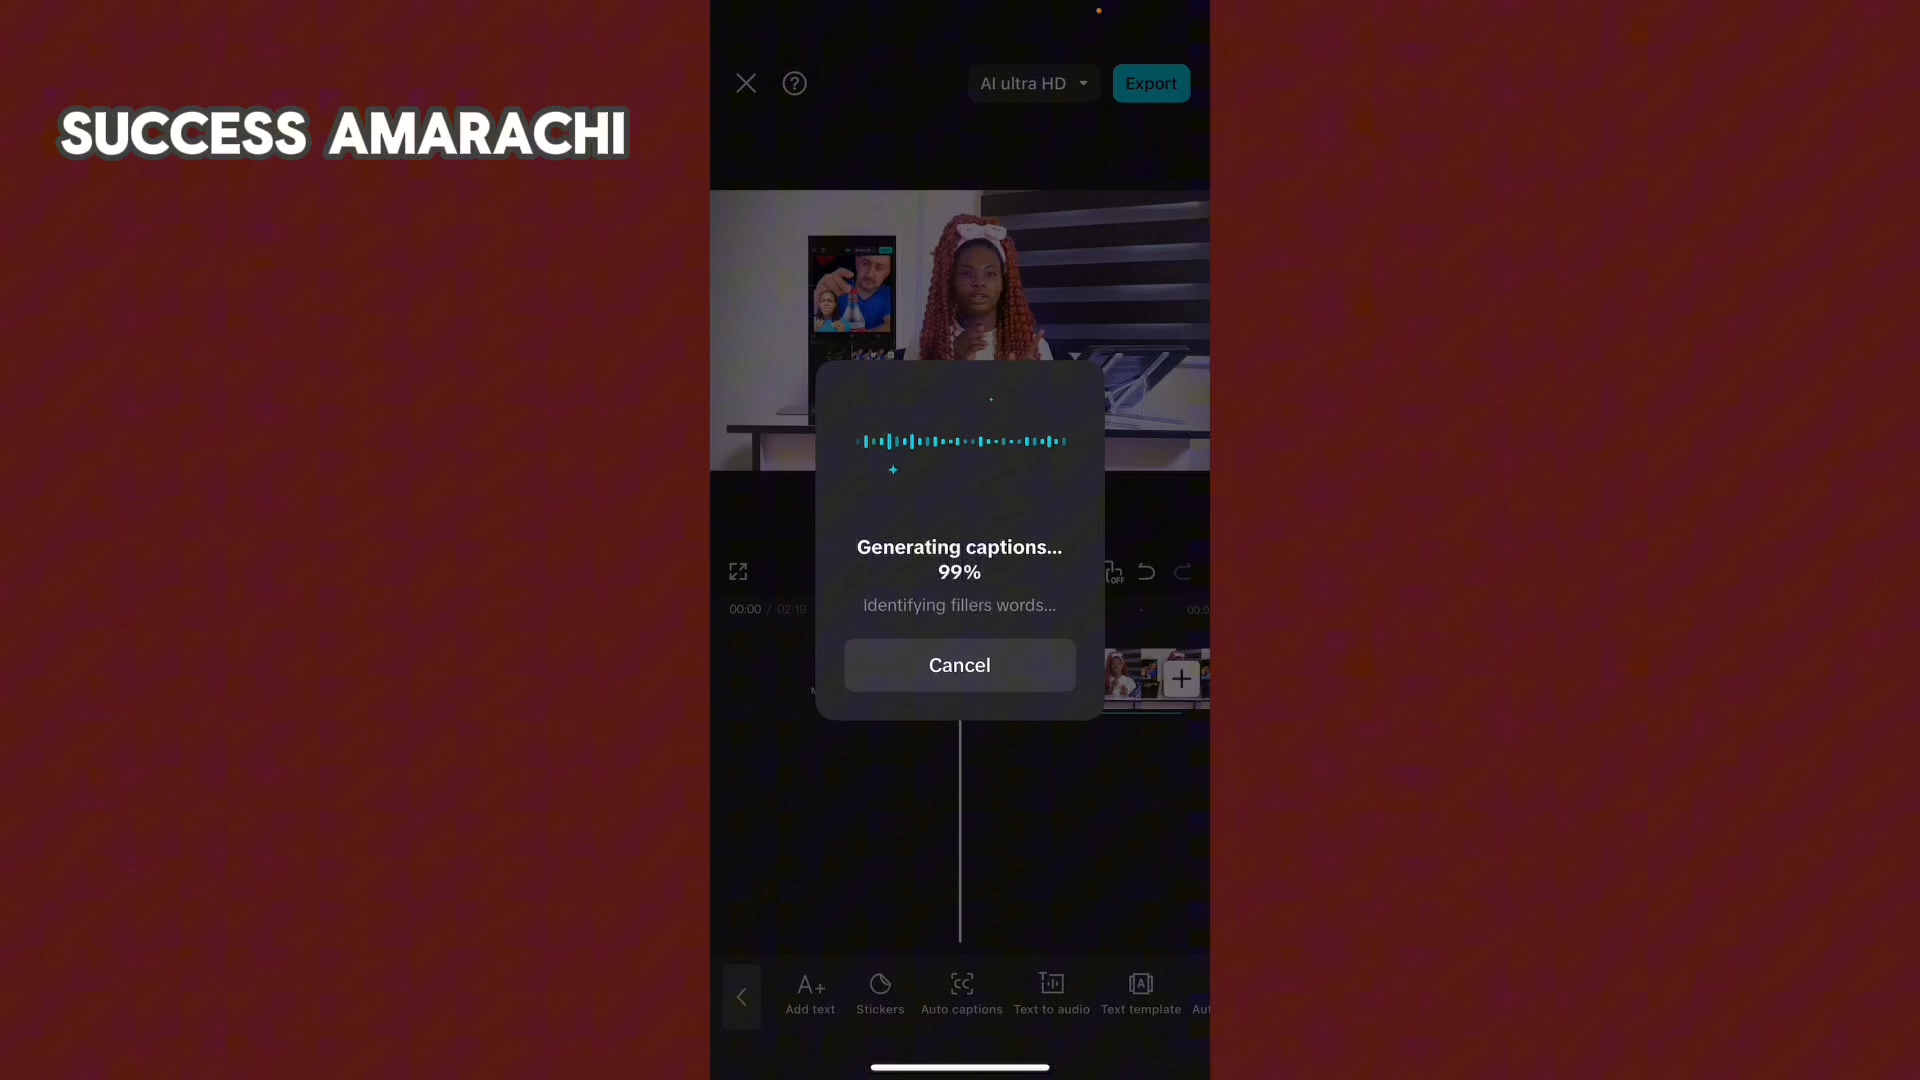 SUCCESS AMARACHI
AI ultra HD
Export
Generating captions...
99%
Identifying fillers words...
Cancel
OFF
00:00 / 02:19
Add text
Stickers
Auto captions
Text to audio
Text template